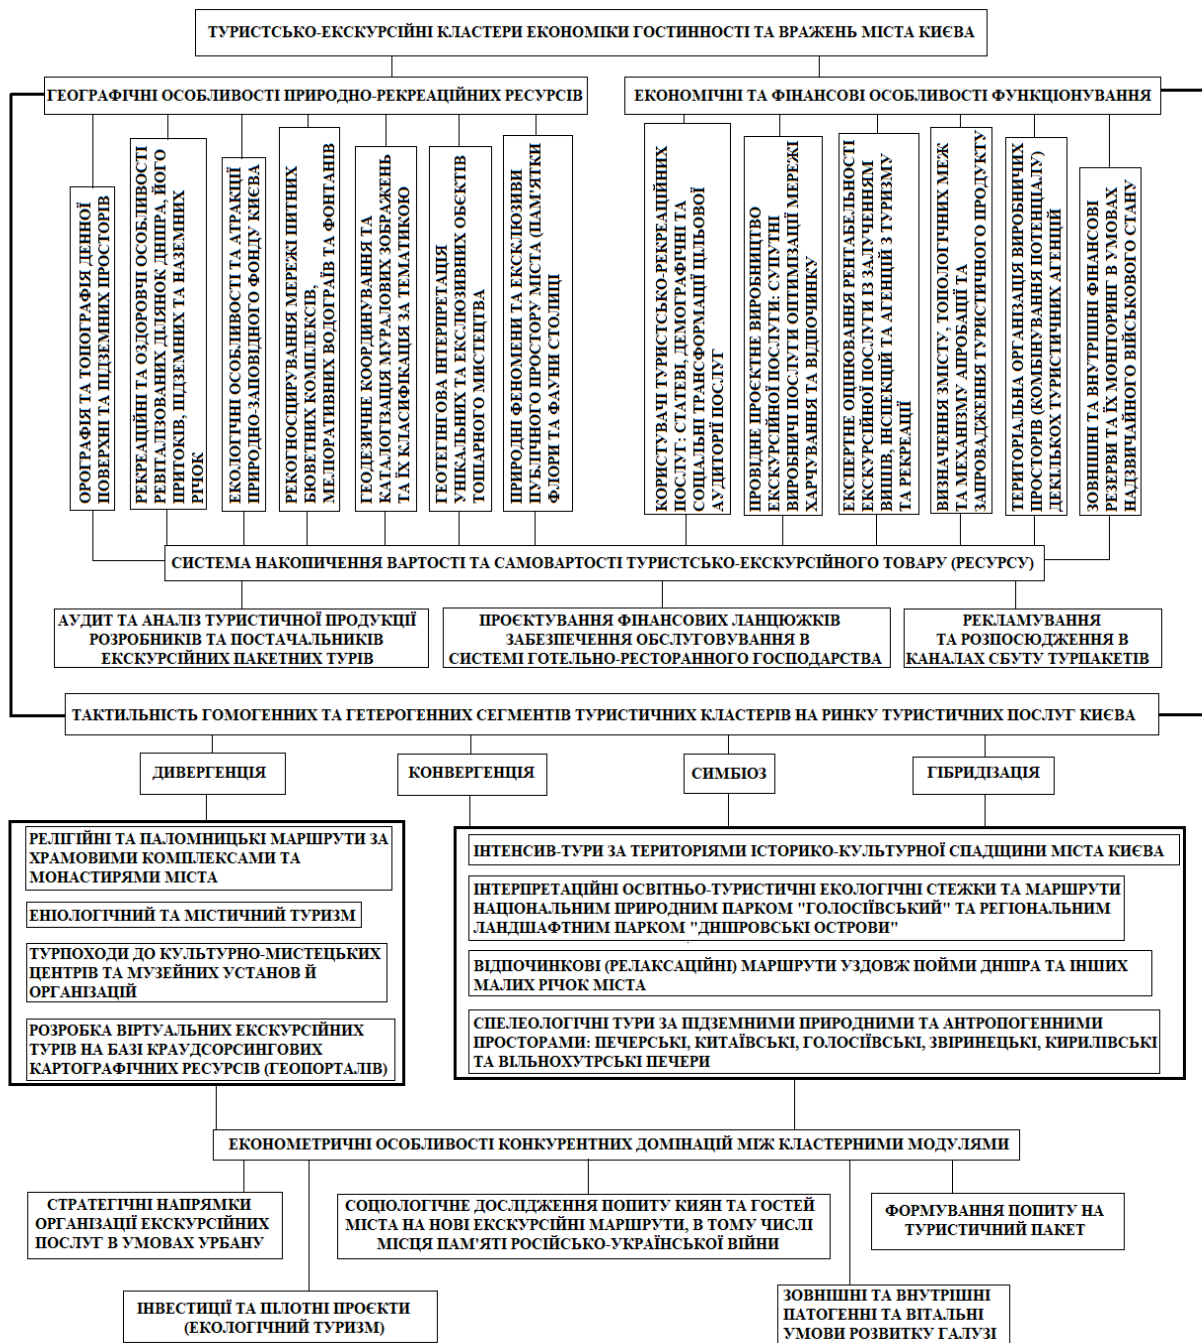 ТУРИСТСЬКО-ЕКСКУРСІЙНІ КЛАСТЕРИ ЕКОНОМІКИ ГОСТИННОСТІ ТА ВРАЖЕНЬ МІСТА КИЄВА
ГЕОГРАФІЧНІ ОСОБЛИВОСТІ ПРИРОДНО-РЕКРЕАЦІЙНИХ РЕСУРСІВ
ЕКОНОМІЧНІ ТА ФІНАНСОВІ ОСОБЛИВОСТІ ФУНКЦІОНУВАННЯ
ОРОГРАФІЯ ТА ТОПОГРАФІЯ ДЕННОЇ
ПОВЕРХНІ ТА ПІДЗЕМНИХ ПРОСТОРІВ
РЕКРЕАЦІЙНІ ТА ОЗДОРОВЧІ ОСОБЛИВОСТІ
РЕВІТАЛІЗОВАНИХ ДІЛЯНОК ДНІПРА, ЙОГО
ПРИТОКІВ, ПІДЗЕМНИХ ТА НАЗЕМНИХ
РІЧОК
ЕКОЛОГІЧНІ ОСОБЛИВОСТІ ТА АТРАКЦІЇ
ПРИРОДНО-ЗАПОВІДНОГО ФОНДУ КИЄВА
РЕКОГНОСЦИРУВАННЯ МЕРЕЖІ ПИТНИХ
БЮВЕТНИХ КОМПЛЕКСІВ,
МЕЛІОРАТИВНИХ ВОДОГРАЇВ ТА ФОНТАНІВ
ГЕОДЕЗИЧНЕ КООРДИНУВАННЯ ТА
КАТАЛОГІЗАЦІЯ МУРАЛОВИХ ЗОБРАЖЕНЬ
ТА ЇХ КЛАСИФІКАЦІЯ ЗА ТЕМАТИКОЮ
ГЕОТЕГІНГОВА ІНТЕРПРЕТАЦІЯ
УНІКАЛЬНИХ ТА ЕКСЛЮЗИВНИХ ОБЄКТІВ
ТОПІАРНОГО МИСТЕЦТВА
ПРИРОДНІ ФЕНОМЕНИ ТА ЕКСКЛЮЗИВИ
ПУБЛІЧНОГО ПРОСТОРУ МІСТА (ПАМ'ЯТКИ
ФЛОРИ ТА ФАУНИ СТОЛИЦІ
КОРИСТУВАЧІ ТУРИСТСЬКО-РЕКРЕАЦІЙНИХ
ПОСЛУГ: СТАТЕВІ, ДЕМОГРАФІЧНІ ТА
СОЦІАЛЬНІ ТРАНСФОРМАЦІЇ ЦІЛЬОВОЇ
АУДИТОРІЇ ПОСЛУГ
ПРОВІДНЕ ПРОЄКТНЕ ВИРОБНИЦТВО
ЕКСКУРСІЙНОЇ ПОСЛУГИ: СУПУТНІ
ВИРОБНИЧІ ПОСЛУГИ ОПТИМІЗАЦІЇ МЕРЕЖІ
ХАРЧУВАННЯ ТА ВІДПОЧИНКУ
ЕКСПЕРТНЕ ОЦІНЮВАННЯ РЕНТАБЕЛЬНОСТІ
ЕКСКУРСІЙНОЇ ПОСЛУГИ ІЗ ЗАЛУЧЕННЯМ
ВИШІВ, ІНСПЕКЦІЙ ТА АГЕНЦІЙ З ТУРИЗМУ
ТА РЕКРЕАЦІЇ
ВИЗНАЧЕННЯ ЗМІСТУ, ТОПОЛОГІЧНИХ МЕЖ
ТА МЕХАНІЗМУ АПРОБАЦІЇ ТА
ЗАПРОВАДЖЕННЯ ТУРИСТИЧНОГО ПРОДУКТУ
ТЕРИТОРІАЛЬНА ОРГАНІЗАЦІЯ ВИРОБНИЧИХ
ПРОСТОРІВ (КОМБІНУВАННЯ ПОТЕНЦІАЛУ)
ДЕКІЛЬКОХ ТУРИСТИЧНИХ АГЕНЦІЙ
ЗОВНІШНІ ТА ВНУТРІШНІ ФІНАНСОВІ
РЕЗЕРВИ ТА ЇХ МОНІТОРИНГ В УМОВАХ
НАДЗВИЧАЙНОГО ВІЙСЬКОВОГО СТАНУ
СИСТЕМА НАКОПИЧЕННЯ ВАРТОСТІ ТА САМОВАРТОСТІ ТУРИСТСЬКО-ЕКСКУРСІЙНОГО ТОВАРУ (РЕСУРСУ)
АУДИТ ТА АНАЛІЗ ТУРИСТИЧНОЇ ПРОДУКЦІЇ
РОЗРОБНИКІВ ТА ПОСТАЧАЛЬНИКІВ
ЕКСКУРСІЙНИХ ПАКЕТНИХ ТУРІВ
ПРОЄКТУВАННЯ ФІНАНСОВИХ ЛАНЦЮЖКІВ
ЗАБЕЗПЕЧЕННЯ ОБСЛУГОВУВАННЯ В
СИСТЕМІ ГОТЕЛЬНО-РЕСТОРАННОГО ГОСПОДАРСТВА
РЕКЛАМУВАННЯ
ТА РОЗПОСЮДЖЕННЯ В
КАНАЛАХ СБУТУ ТУРПАКЕТІВ
ТАКТИЛЬНІСТЬ ГОМОГЕННИХ ТА ГЕТЕРОГЕННИХ СЕГМЕНТІВ ТУРИСТИЧНИХ КЛАСТЕРІВ НА РИНКУ ТУРИСТИЧНИХ ПОСЛУГ КИЄВА
ДИВЕРГЕНЦІЯ
КОНВЕРГЕНЦІЯ
СИМБІОЗ
ГІБРИДІЗАЦІЯ
РЕЛІГІЙНІ ТА ПАЛОМНИЦЬКІ МАРШРУТИ ЗА
ХРАМОВИМИ КОМПЛЕКСАМИ ТА
МОНАСТИРЯМИ МІСТА
ЕНІОЛОГІЧНИЙ ТА МІСТИЧНИЙ ТУРИЗМ
ТУРПОХОДИ ДО КУЛЬТУРНО-МИСТЕЦЬКИХ
ЦЕНТРІВ ТА МУЗЕЙНИХ УСТАНОВ Й
ОРГАНІЗАЦІЙ
РОЗРОБКА ВІРТУАЛЬНИХ ЕКСКУРСІЙНИХ
ТУРІВ НА БАЗІ КРАУДСОРСИНГОВИХ
КАРТОГРАФІЧНИХ РЕСУРСІВ (ГЕОПОРТАЛІВ)
ІНТЕНСИВ-ТУРИ ЗА ТЕРИТОРІЯМИ ІСТОРИКО-КУЛЬТУРНОЇ СПАДЩИНИ МІСТА КИЄВА
ІНТЕРПРЕТАЦІЙНІ ОСВІТНЬО-ТУРИСТИЧНІ ЕКОЛОГІЧНІ СТЕЖКИ ТА МАРШРУТИ
НАЦІОНАЛЬНИМ ПРИРОДНИМ ПАРКОМ "ГОЛОСІЇВСЬКИЙ" ТА РЕГІОНАЛЬНИМ
ЛАНДШАФТНИМ ПАРКОМ "ДНІПРОВСЬКІ ОСТРОВИ"
ВІДПОЧИНКОВІ (РЕЛАКСАЦІЙНІ) МАРШРУТИ УЗДОВЖ ПОЙМИ ДНІПРА ТА ІНШИХ
МАЛИХ РІЧОК МІСТА
СПЕЛЕОЛОГІЧНІ ТУРИ ЗА ПІДЗЕМНИМИ ПРИРОДНИМИ ТА АНТРОПОГЕННИМИ
ПРОСТОРАМИ: ПЕЧЕРСЬКІ, КИТАЇВСЬКІ, ГОЛОСІЇВСЬКІ, ЗВІРИНЕЦЬКІ, КИРИЛІВСЬКІ
ТА ВІЛЬНОХУТРСЬКІ ПЕЧЕРИ
ЕКОНОМЕТРИЧНІ ОСОБЛИВОСТІ КОНКУРЕНТНИХ ДОМІНАЦІЙ МІЖ КЛАСТЕРНИМИ МОДУЛЯМИ
СТРАТЕГІЧНІ НАПРЯМКИ
ОРГАНІЗАЦІЇ ЕКСКУРСІЙНИХ
ПОСЛУГ В УМОВАХ УРБАНУ
СОЦІОЛОГІЧНЕ ДОСЛІДЖЕННЯ ПОПИТУ КИЯН ТА ГОСТЕЙ
МІСТА НА НОВІ ЕКСКУРСІЙНІ МАРШРУТИ, В ТОМУ ЧИСЛІ
МІСЦЯ ПАМ'ЯТІ РОСІЙСЬКО-УКРАЇНСЬКОЇ ВІЙНИ
ФОРМУВАННЯ ПОПИТУ НА
ТУРИСТИЧНИЙ ПАКЕТ
ІНВЕСТИЦІЇ ТА ПІЛОТНІ ПРОЄКТИ
(ЕКОЛОГІЧНИЙ ТУРИЗМ)
ЗОВНІШНІ ТА ВНУТРІШНІ
ПАТОГЕННІ ТА ВІТАЛЬНІ
УМОВИ РОЗВИТКУ ГАЛУЗІ